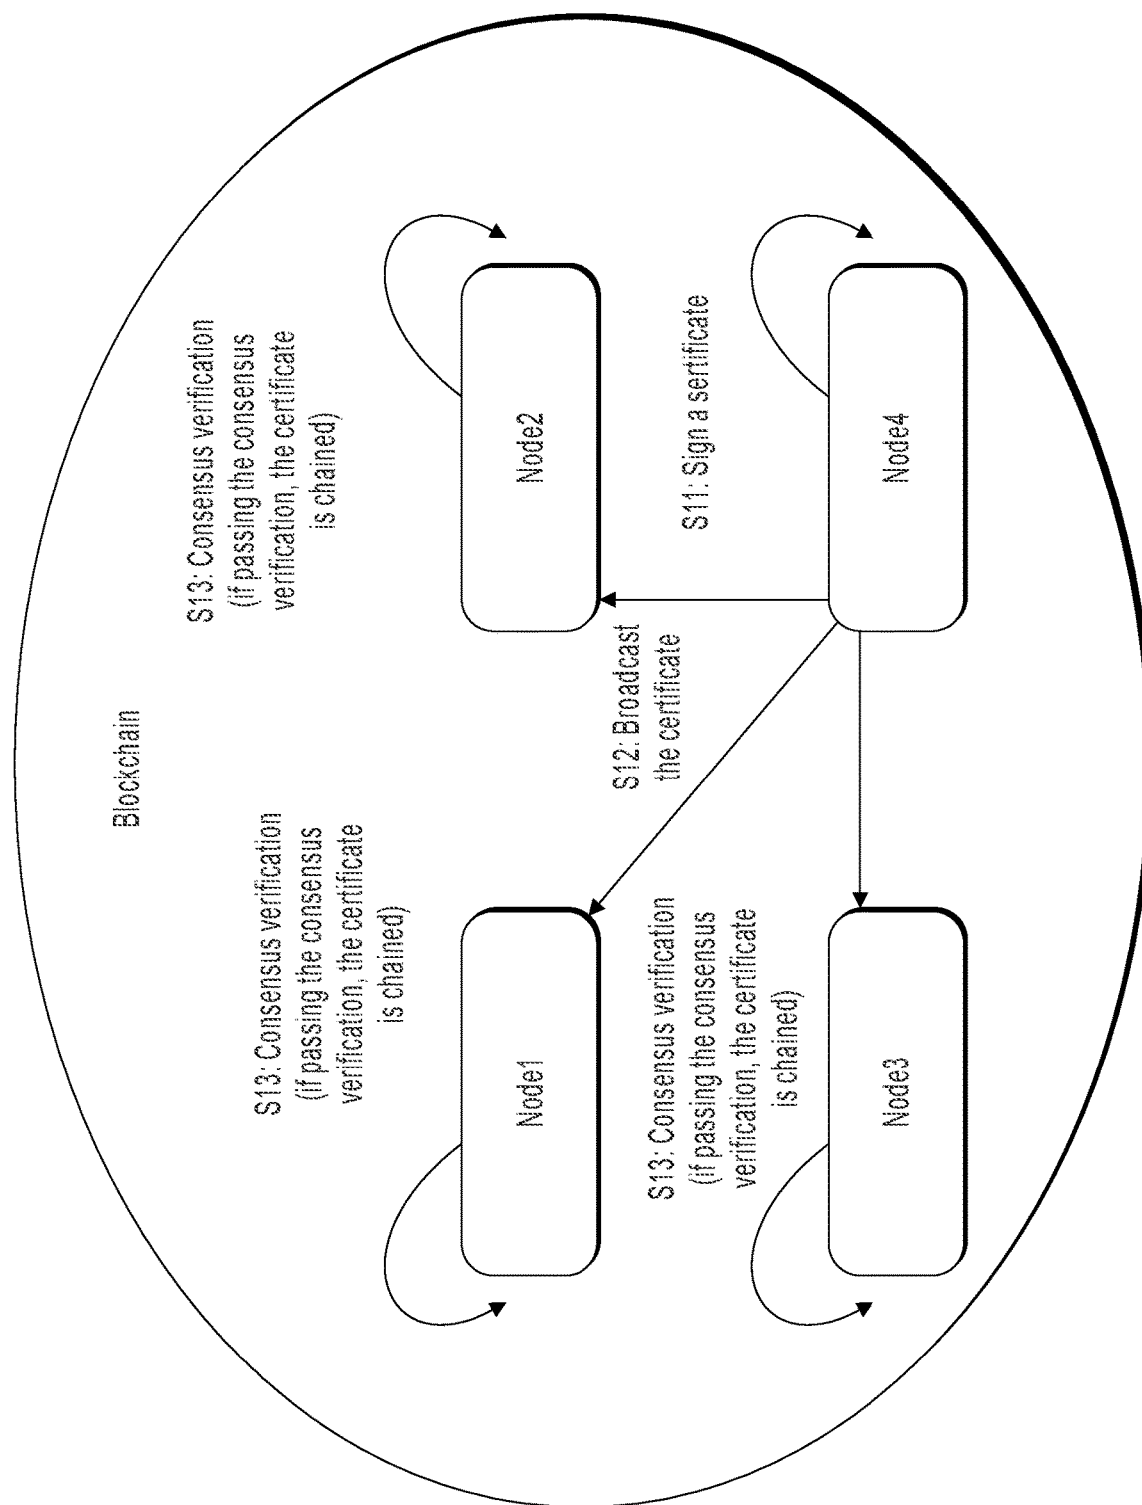 Blockchain
S13: Consensus verification
(if passing the consensus
verification, the certificate
is chained)
S13: Consensus verification
(if passing the consensus
verification, the certificate
is chained)
Node1
Node2
S12: Broadcast
the certificate
S11: Sign a sertificate
S13: Consensus verification
(if passing the consensus
verification, the certificate
is chained)
Node3
Node4